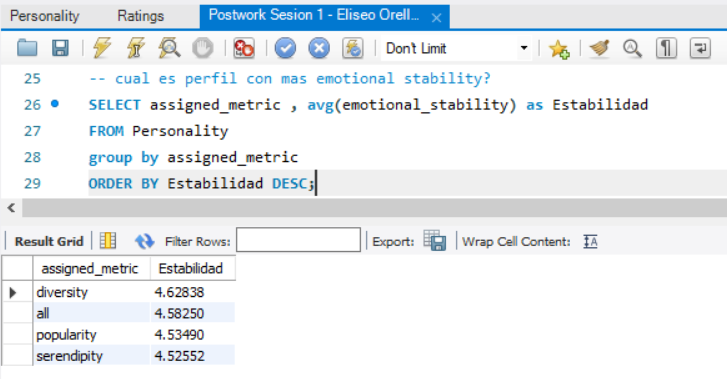 Personality Ratings Postwork Sesion 1 - Eliseo Orell...
Don't Limit
25 -- cual es perfil con mas emotional stability?
26 SELECT assigned_metric , avg(emotional_stability) as Estabilidad
27 FROM Personality
28 group by assigned_metric
29 ORDER BY Estabilidad DESC;
Result Grid Filter Rows: Export: Wrap Cell Content: IA
assigned_metric Estabilidad
diversity 4.62838
all 4.58250
popularity 4.53490
serendipity 4.52552